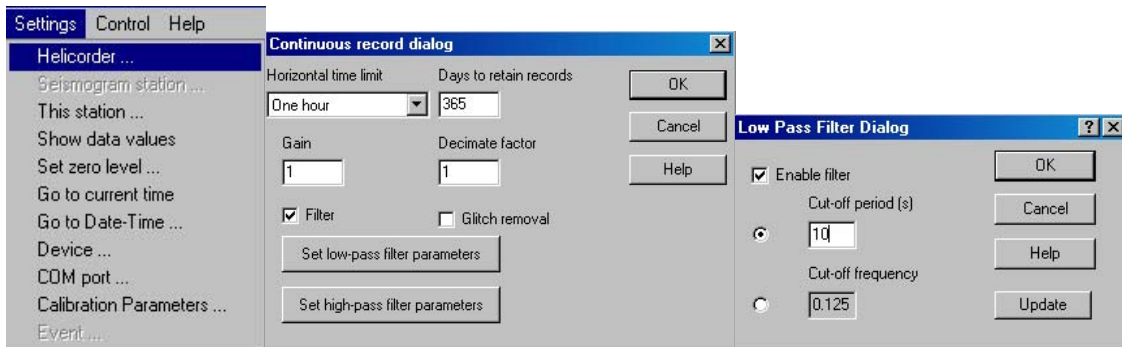 Settings Control Help
Helicorder ...
Seismogram station ...
This station ...
Show data values
Set zero level ...
Go to current time
Go to Date-Time ...
Device ...
COM port ...
Calibration Parameters ...
Event ...
Continuous record dialog
Horizontal time limit
Days to retain records
One hour
365
OK
Cancel
Help
Gain
Decimate factor
1
1
Filter
Glitch removal
Set low-pass filter parameters
Set high-pass filter parameters
Low Pass Filter Dialog
Enable filter
Cut-off period (s)
10
Cut-off frequency
0.125
OK
Cancel
Help
Update